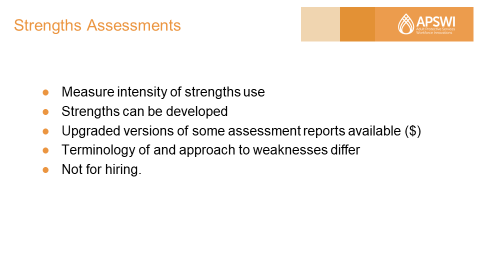 Strengths Assessments
APSWI
● Measure intensity of strengths use
● Strengths can be developed
● Upgraded versions of some assessment reports available ($)
● Terminology of and approach to weaknesses differ
● Not for hiring.